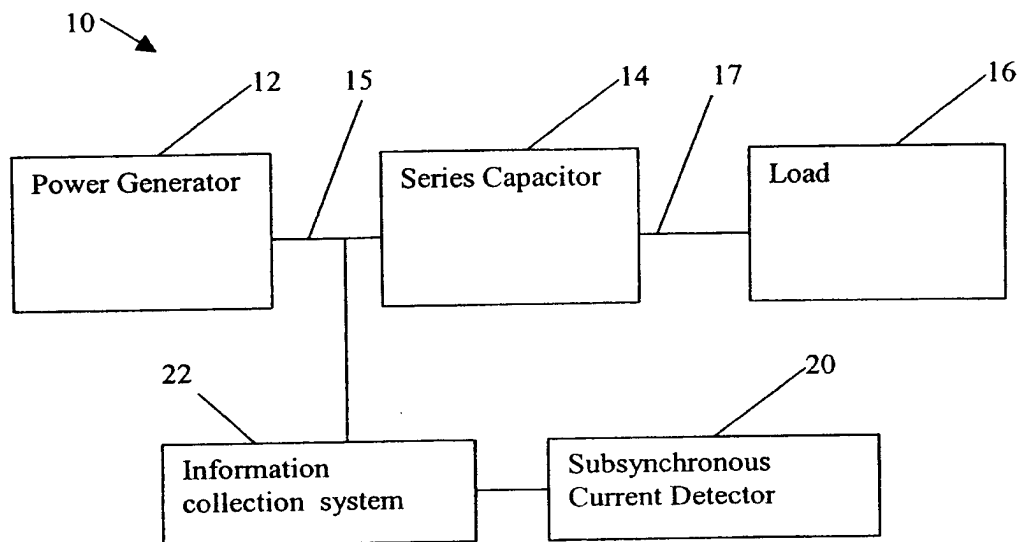 10
12
15
14
17
16
Power Generator
Series Capacitor
Load
22
20
Information
collection system
Subsynchronous
Current Detector